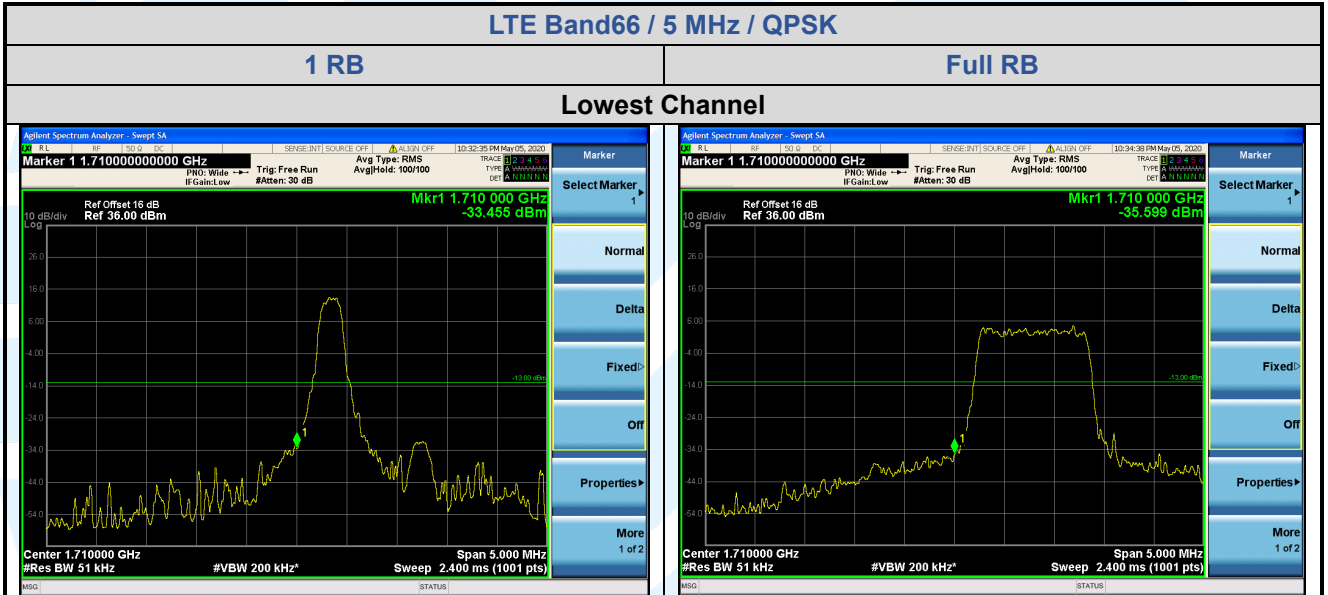 LTE Band66 / 5 MHz / QPSK
1 RB
Full RB
Lowest Channel
Agilent Spectrum Analyzer - Swept SA
RL RF 50 Ω DC SENSE:INT SOURCE OFF ALIGN OFF 10:32:35 PM May 05, 2020
Marker 1 1.710000000000 GHz
PNO: Wide
IFGain:Low
Trig: Free Run
#Atten: 30 dB
Avg Type: RMS
Avg|Hold: 100/100
TRACE 1 2 3 4 5 6
TYPE A
DET A N N N N N
Ref Offset 16 dB
10 dB/div Ref 36.00 dBm
Log
Mkr1 1.710 000 GHz
-33.455 dBm
26.0
16.0
6.00
-4.00
-14.0
-24.0
-34.0
-44.0
-54.0
-13.00 dBm
1
Center 1.710000 GHz Span 5.000 MHz
#Res BW 51 kHz #VBW 200 kHz* Sweep 2.400 ms (1001 pts)
MSG STATUS
Marker
Select Marker
1
Normal
Delta
Fixed
Off
Properties
More
1 of 2
Agilent Spectrum Analyzer - Swept SA
RL RF 50 Ω DC SENSE:INT SOURCE OFF ALIGN OFF 10:34:38 PM May 05, 2020
Marker 1 1.710000000000 GHz
PNO: Wide
IFGain:Low
Trig: Free Run
#Atten: 30 dB
Avg Type: RMS
Avg|Hold: 100/100
TRACE 1 2 3 4 5 6
TYPE A
DET A N N N N N
Ref Offset 16 dB
10 dB/div Ref 36.00 dBm
Log
Mkr1 1.710 000 GHz
-35.599 dBm
26.0
16.0
6.00
-4.00
-14.0
-24.0
-34.0
-44.0
-54.0
-13.00 dBm
1
Center 1.710000 GHz Span 5.000 MHz
#Res BW 51 kHz #VBW 200 kHz* Sweep 2.400 ms (1001 pts)
MSG STATUS
Marker
Select Marker
1
Normal
Delta
Fixed
Off
Properties
More
1 of 2